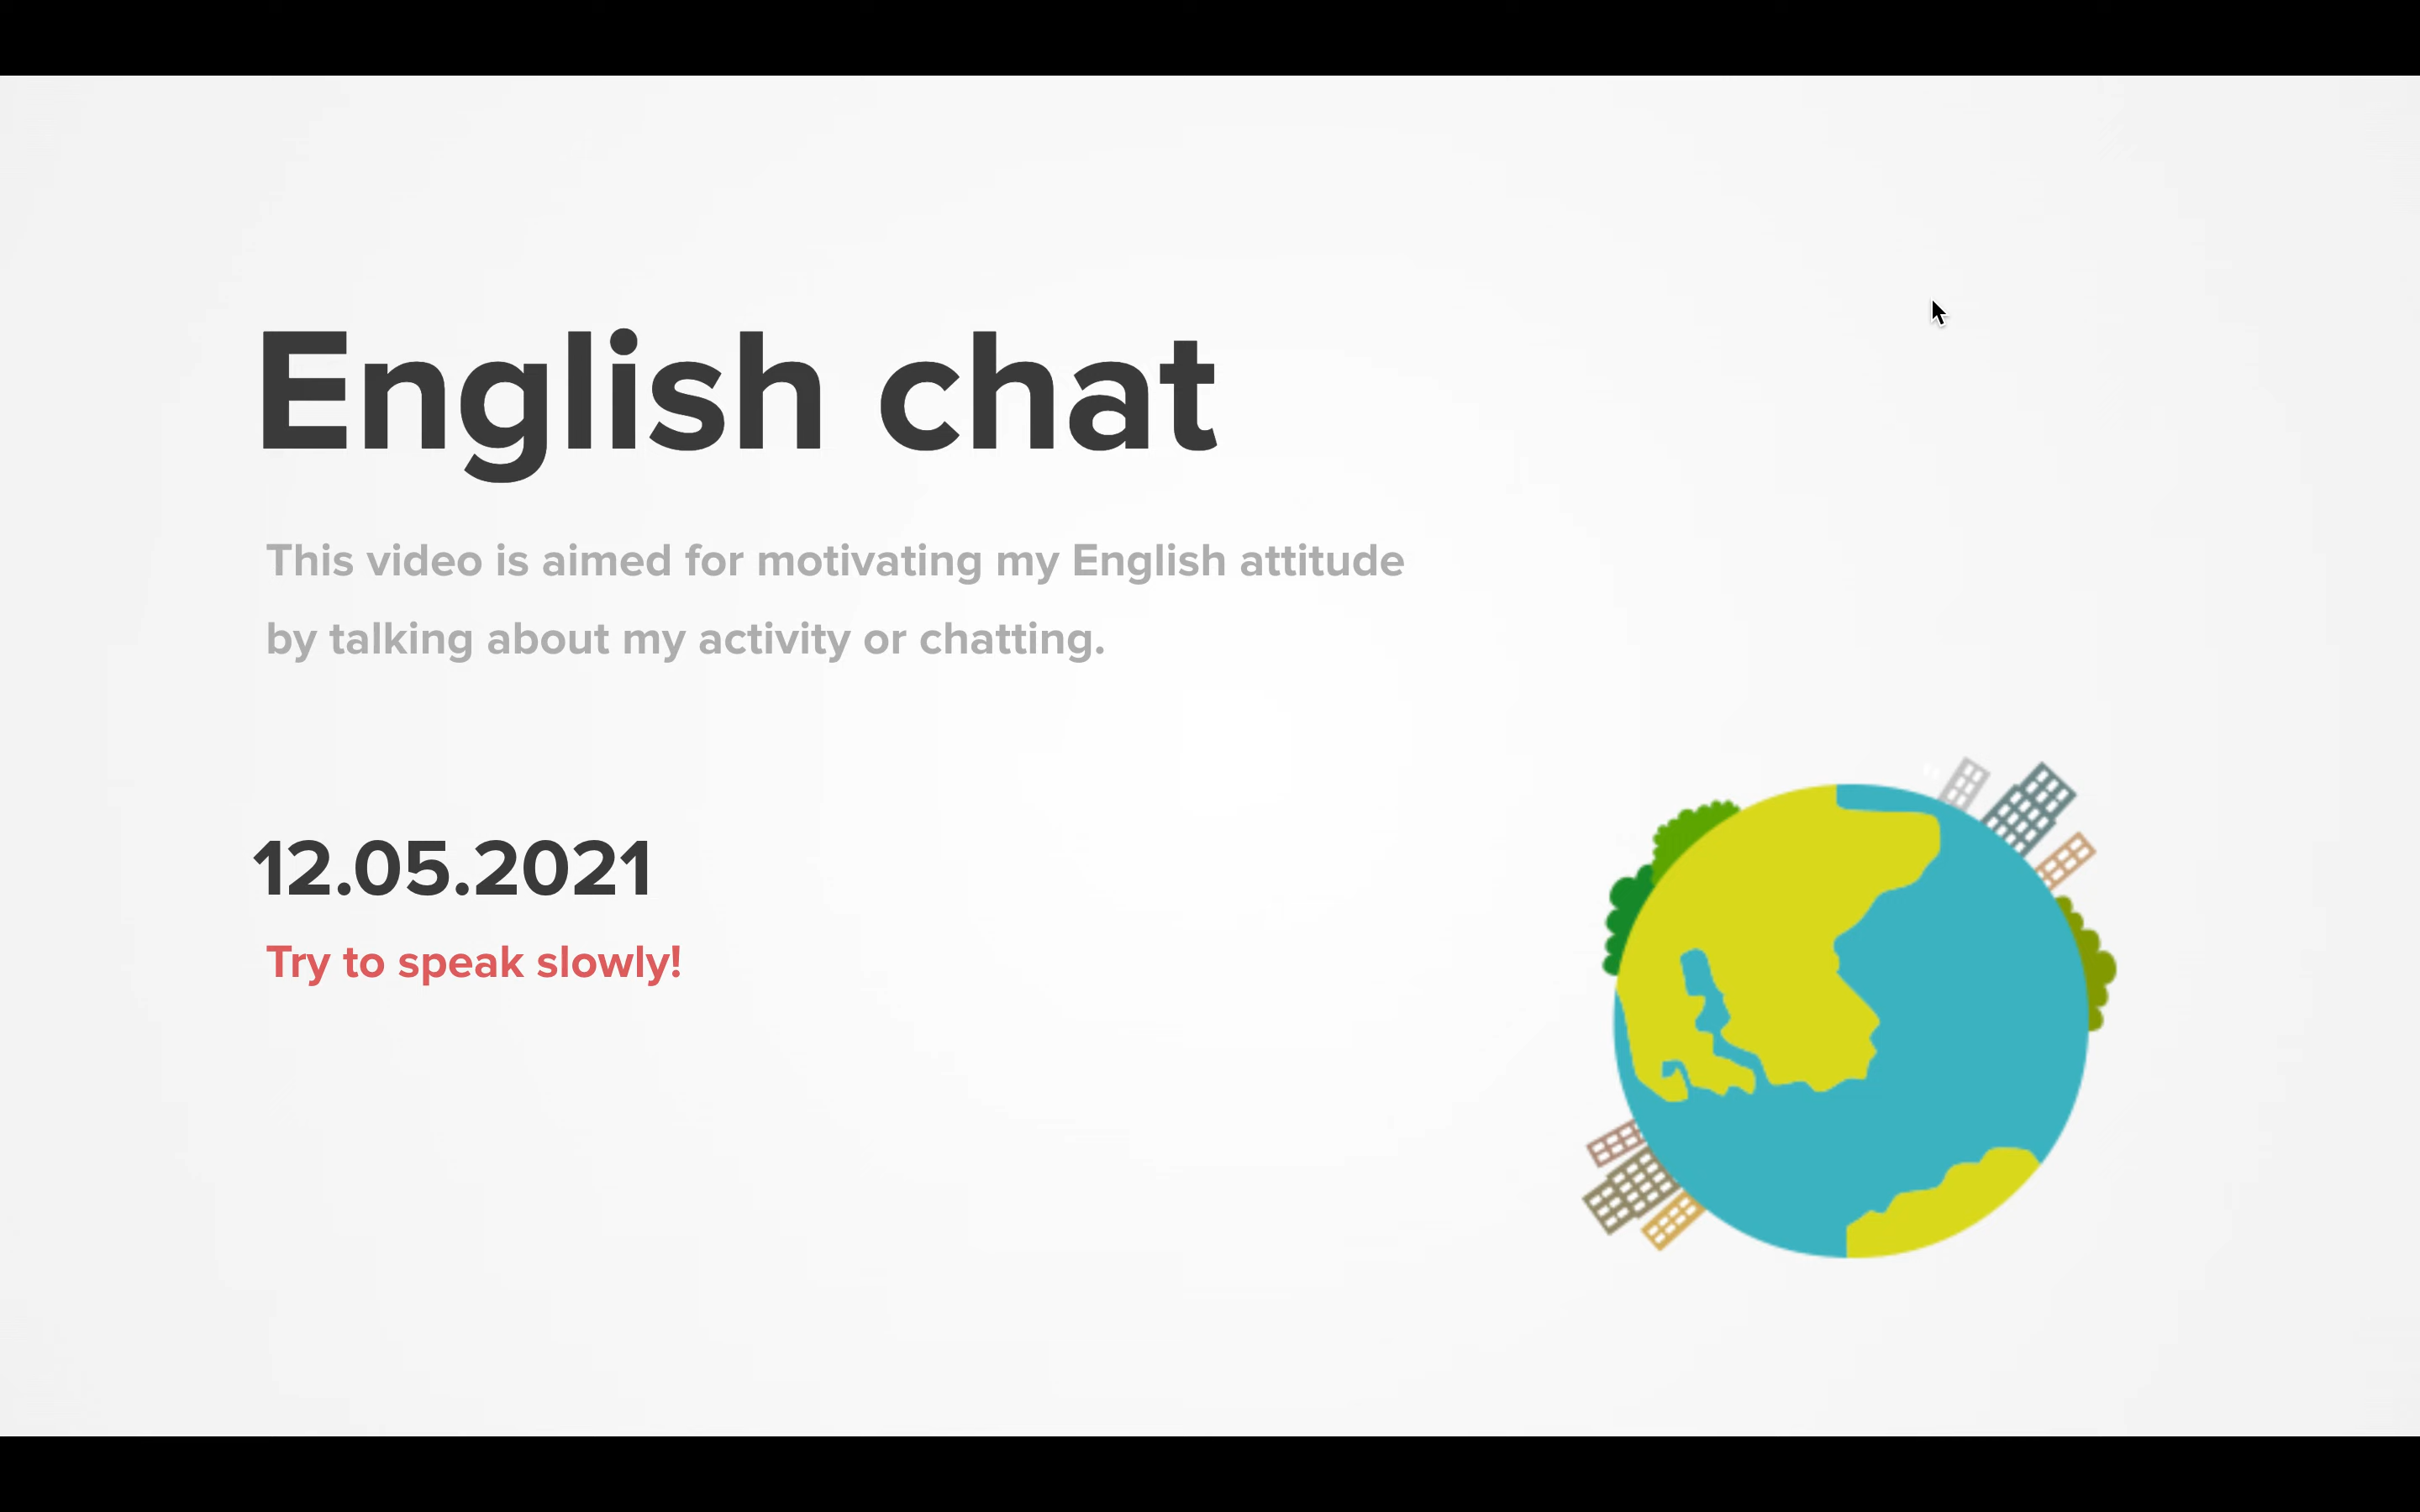 English chat
This video is aimed for motivating my English attitude
by talking about my activity or chatting.
12.05.2021
Try to speak slowly!